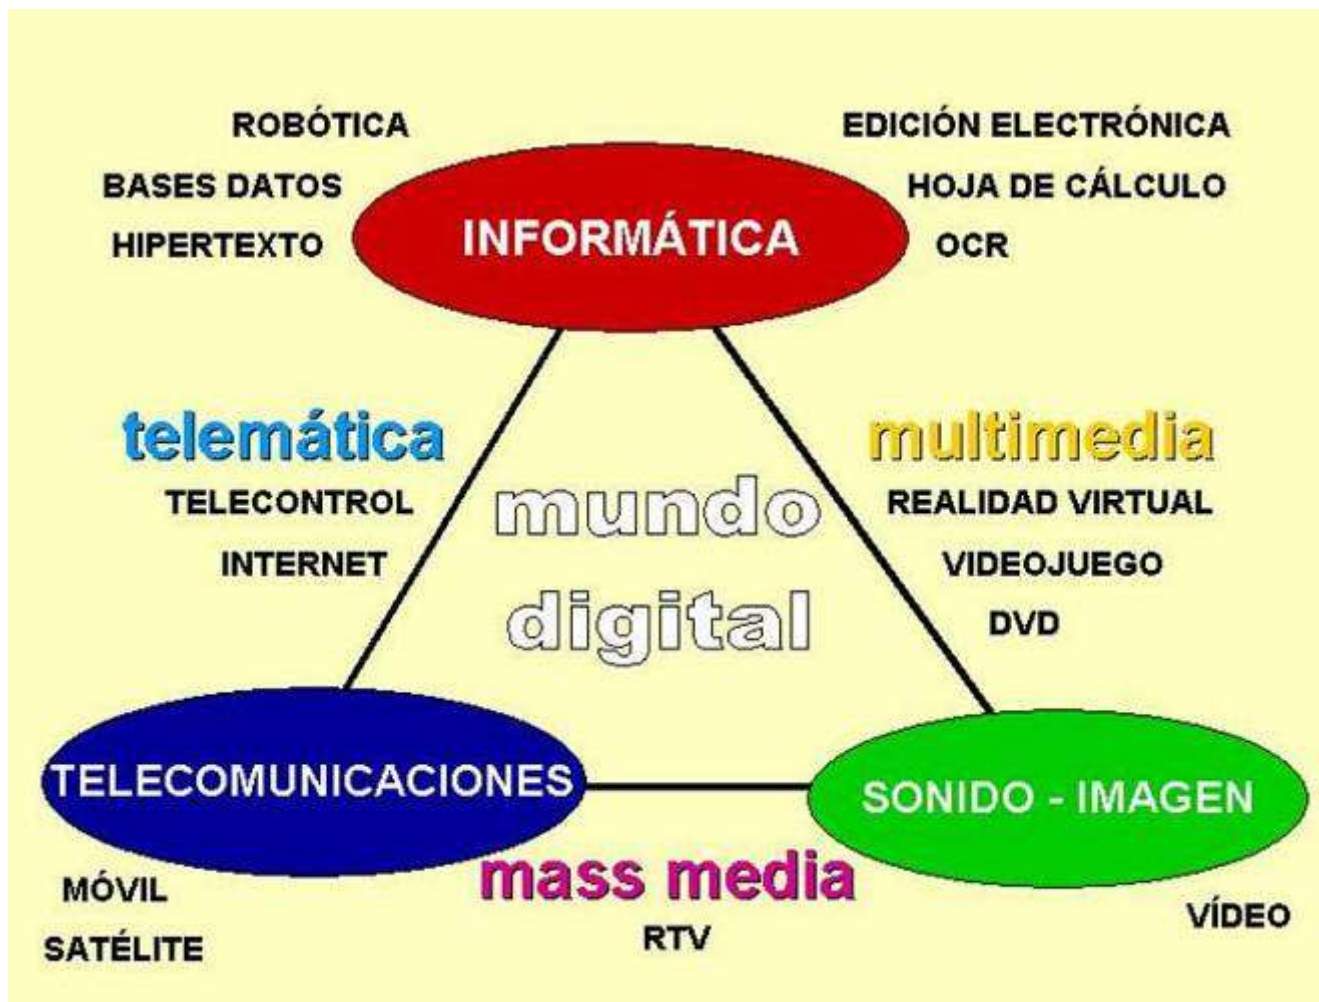 ROBÓTICA
EDICIÓN ELECTRÓNICA
BASES DATOS
HOJA DE CÁLCULO
HIPERTEXTO
INFORMÁTICA
OCR
telemática
multimedia
TELECONTROL
mundo
REALIDAD VIRTUAL
INTERNET
VIDEOJUEGO
digital
DVD
TELECOMUNICACIONES
SONIDO - IMAGEN
mass media
MÓVIL
VÍDEO
SATÉLITE
RTV